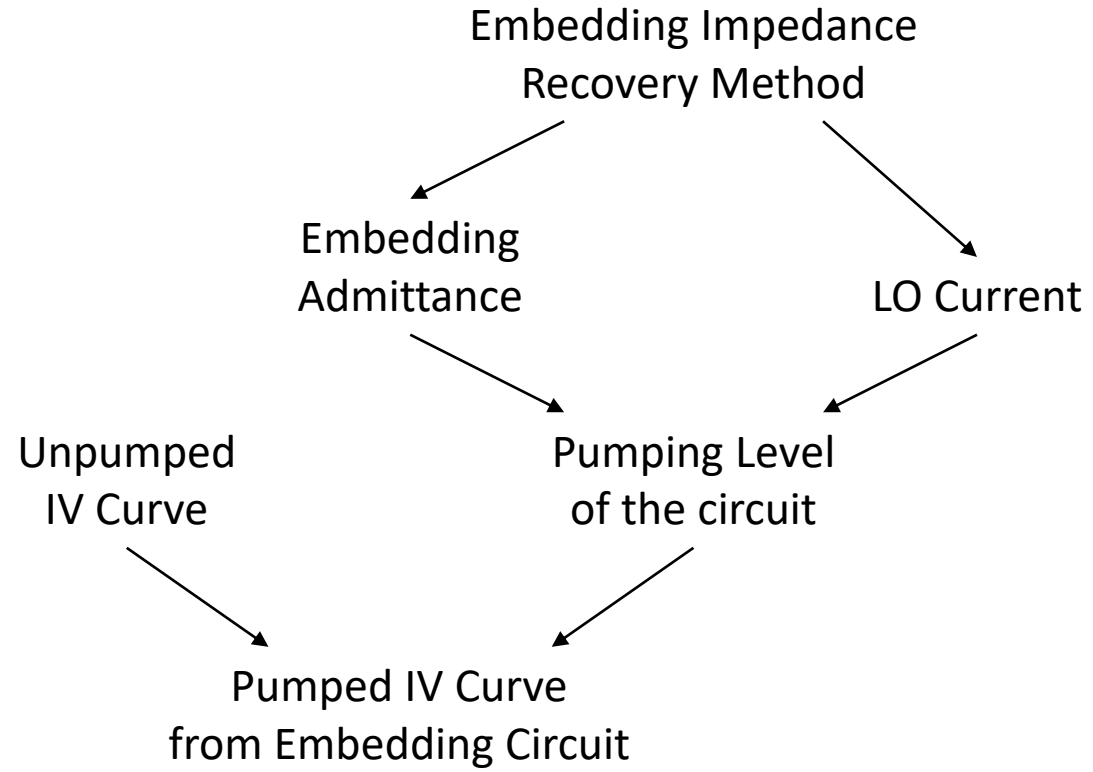 Embedding Impedance
Recovery Method
Embedding
Admittance
LO Current
Unpumped
IV Curve
Pumping Level
of the circuit
Pumped IV Curve
from Embedding Circuit